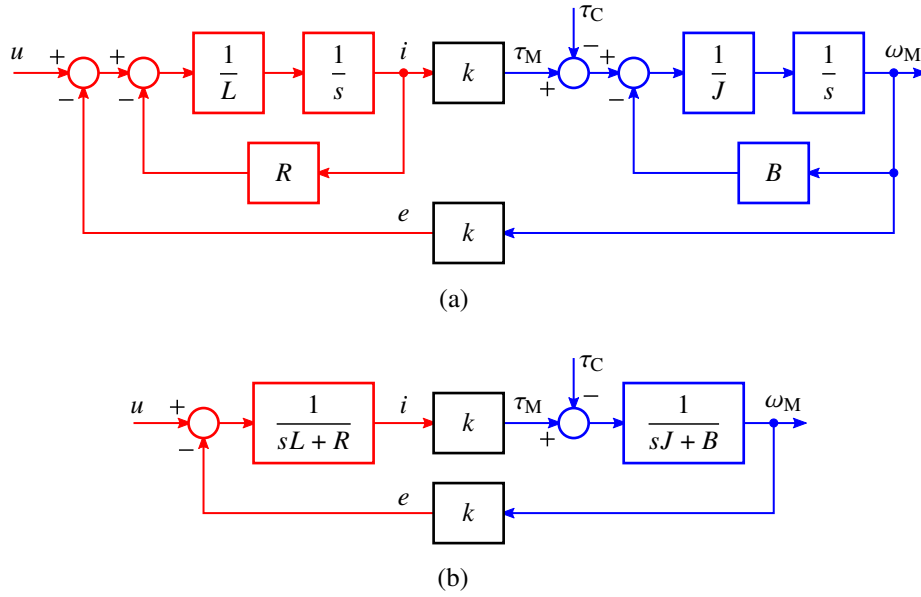 τC
u + + 1/L 1/s i k τM − + 1/J 1/s ωM
− − + −
R B
e k
(a)
τC
u + 1/(sL + R) i k τM − 1/(sJ + B) ωM
− +
e k
(b)